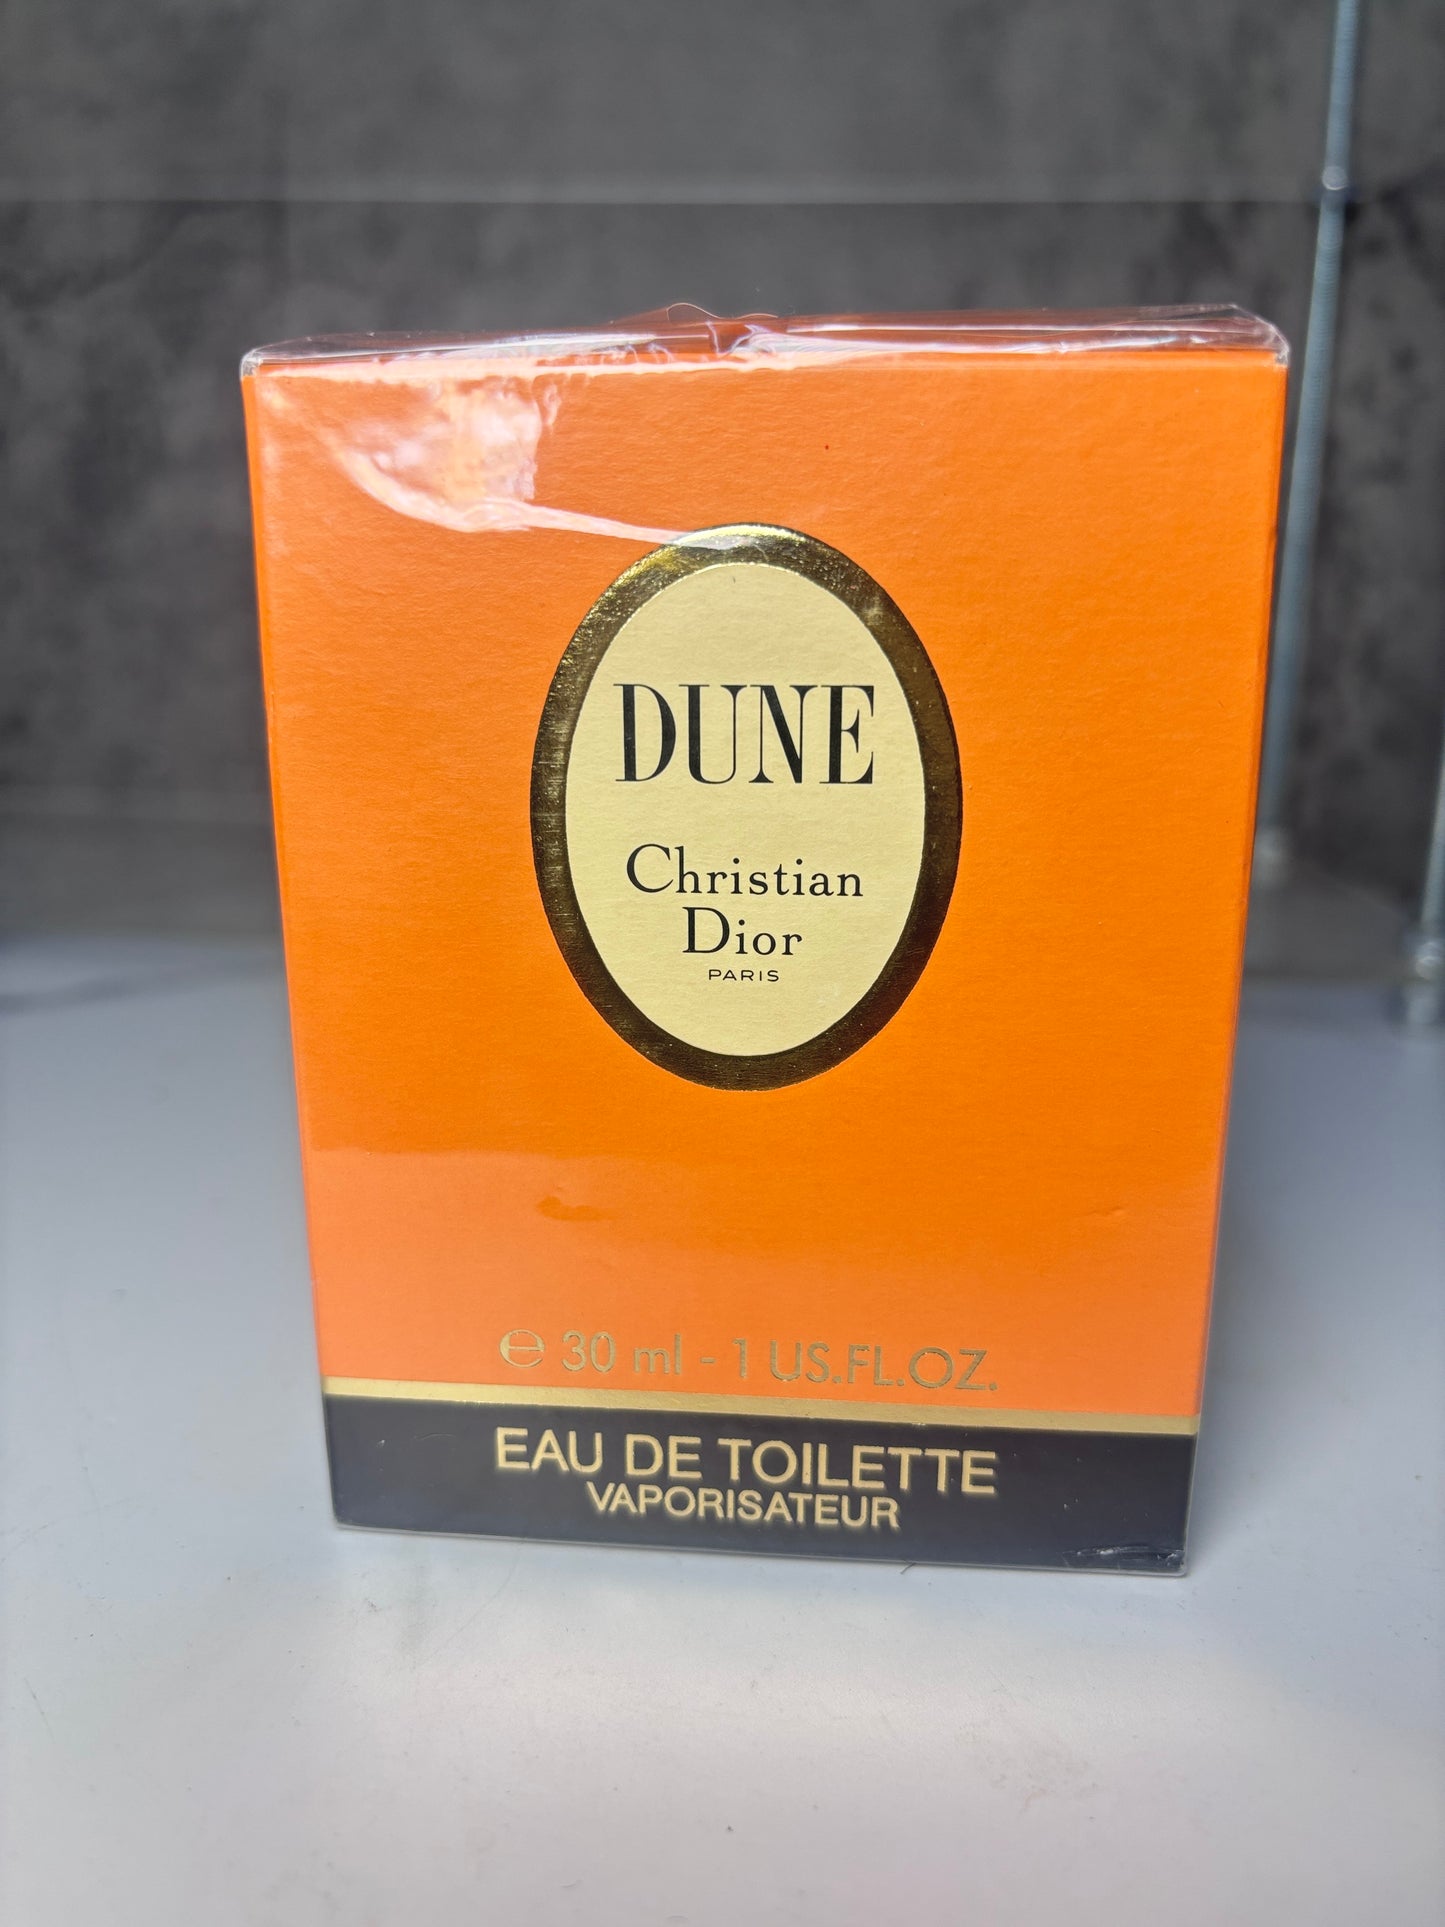 DUNE
Christian
Dior
PARIS
℮ 30 ml - 1 US.FL.OZ.
EAU DE TOILETTE
VAPORISATEUR